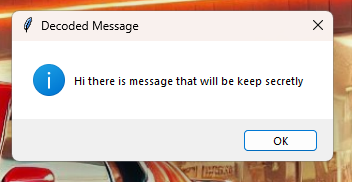 Decoded Message
Hi there is message that will be keep secretly
OK